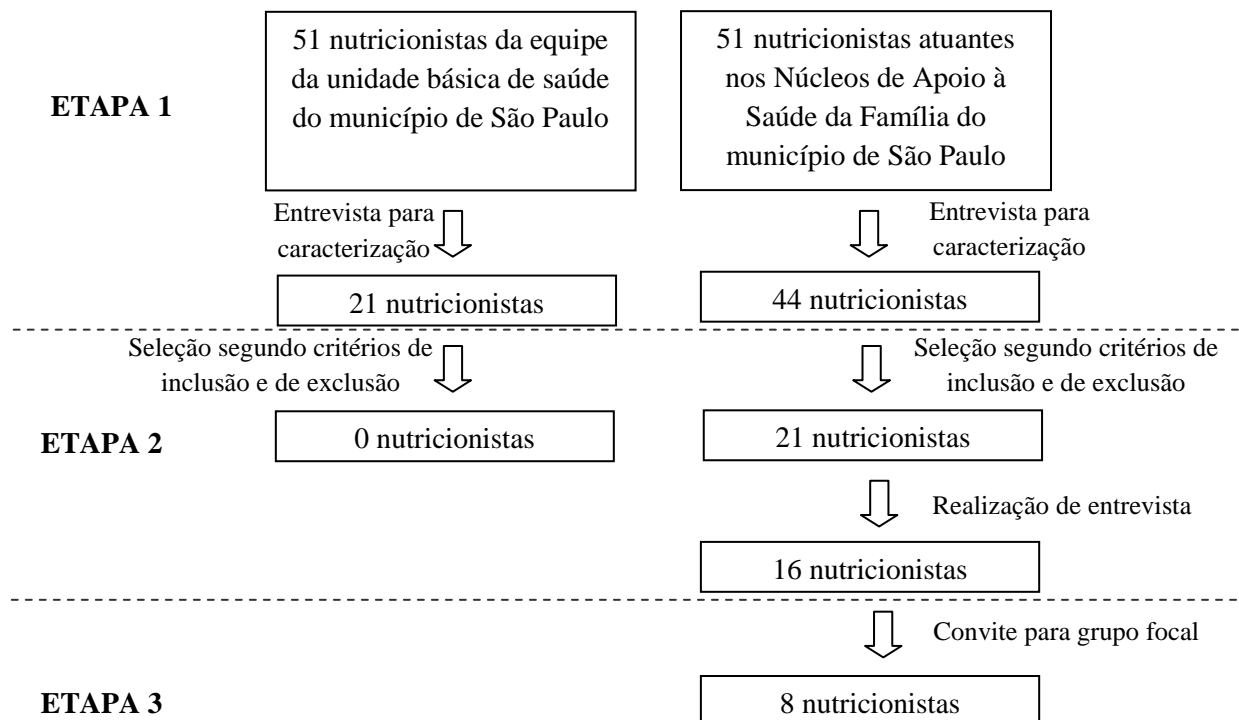 51 nutricionistas da equipe
da unidade básica de saúde
do município de São Paulo
51 nutricionistas atuantes
nos Núcleos de Apoio à
Saúde da Família do
município de São Paulo
ETAPA 1
Entrevista para
caracterização
Entrevista para
caracterização
21 nutricionistas
44 nutricionistas
Seleção segundo critérios de
inclusão e de exclusão
Seleção segundo critérios de
inclusão e de exclusão
ETAPA 2
0 nutricionistas
21 nutricionistas
Realização de entrevista
16 nutricionistas
Convite para grupo focal
ETAPA 3
8 nutricionistas